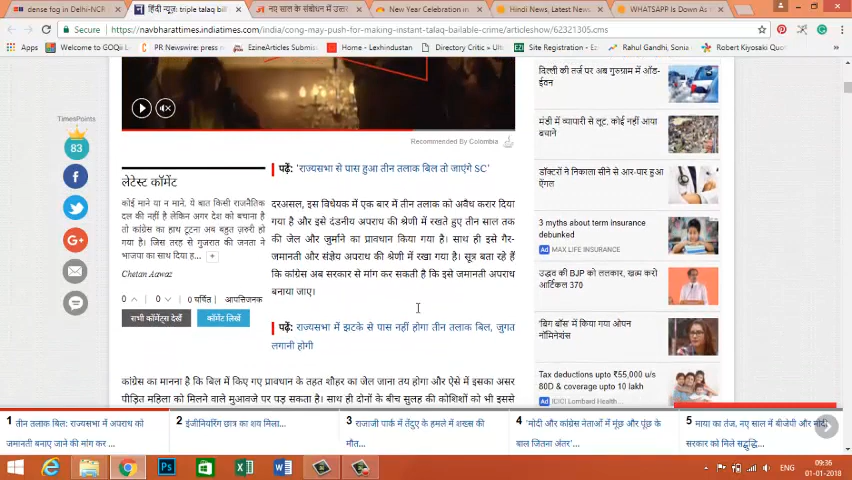 dense fog in Delhi-NCR
हिंदी न्यूज़: triple talaq bill
नए साल के संबोधन में उत्तर
New Year Celebration in
Hindi News, Latest News
WHATSAPP Is Down As
Secure
https://navbharattimes.indiatimes.com/india/cong-may-push-for-making-instant-talaq-bailable-crime/articleshow/62321305.cms
Welcome to GOQii
PR Newswire: press
EzineArticles Submiss
Home - Lexindustry
Directory Critic » Ult
Site Registration - Ex
Rahul Gandhi, Sonia
Robert Kiyosaki Quot
Recommended By Colombia
TimesPoints
83
पढ़ें: 'राज्यसभा से पास हुआ तीन तलाक बिल तो जाएंगे SC'
लेटेस्ट कॉमेंट
कोई माने या न माने, ये बात किसी राजनैतिक
दल की नहीं है लेकिन अगर देश को बचाना है
तो कांग्रेस का हाथ टूटना अब बहुत ज़रुरी हो
गया है। जिस तरह से गुजरात की जनता ने
भाजपा का साथ दिया ह...
+
Chetan Aawaz
0
0 चर्चित
आपत्तिजनक
सभी कॉमेंट्स देखें
कॉमेंट लिखें
दरअसल, इस विधेयक में एक बार में तीन तलाक को अवैध करार दिया
गया है और इसे दंडनीय अपराध की श्रेणी में रखते हुए तीन साल तक
की जेल और जुर्माने का प्रावधान किया गया है। साथ ही इसे गैर-
जमानती और संज्ञेय अपराध की श्रेणी में रखा गया है। सूत्र बता रहे हैं
कि कांग्रेस अब सरकार से मांग कर सकती है कि इसे जमानती अपराध
बनाया जाए।
पढ़ें: राज्यसभा में झटके से पास नहीं होगा तीन तलाक बिल, जुगत
लगानी होगी
कांग्रेस का मानना है कि बिल में किए गए प्रावधान के तहत शौहर का जेल जाना तय होगा और ऐसे में इसका असर
पीड़ित महिला को मिलने वाले मुआवजे पर पड़ सकता है। साथ ही दोनों के बीच सुलह की कोशिशों को भी इससे
दिल्ली की तर्ज पर अब गुरुग्राम में ऑड-
ईवन
मंडी में व्यापारी से लूट, कोई नहीं आया
बचाने
डॉक्टरों ने किया सीने से आर-पार हुआ
ऐंगल
3 myths about term insurance
debunked
Ad MAX LIFE INSURANCE
उद्धव की BJP को ललकार, खत्म करो
आर्टिकल 370
'बिग बॉस' में किया गया ओपन
नॉमिनेशन
Tax deductions upto ₹55,000 u/s
80D & coverage upto 10 lakh
Ad ICICI Lombard Health...
1 तीन तलाक बिल: राज्यसभा में अपराध को
जमानती बनाए जाने की मांग कर ...
2 इंजीनियरिंग छात्र का शव मिला...
3 राजाजी पार्क में तेंदुए के हमले में शख्स की
मौत...
4 'मोदी और कांग्रेस नेताओं में मूंछ और पूंछ के
बाल जितना अंतर'...
5 माया का तंज, नए साल में बीजेपी और मोदी
सरकार को मिले सद्बुद्धि...
ENG
09:36
01-01-2018